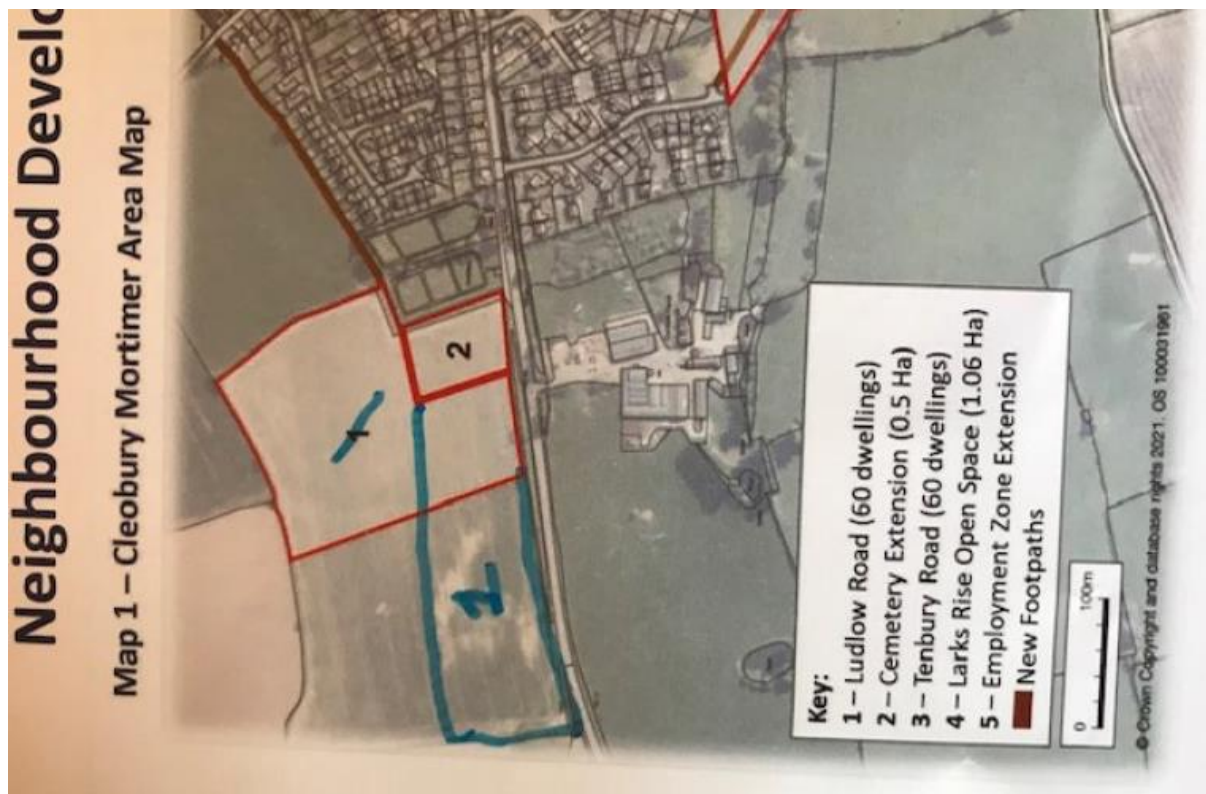 Neighbourhood Develo
Map 1 – Cleobury Mortimer Area Map
1
2
1
Key:
1 – Ludlow Road (60 dwellings)
2 – Cemetery Extension (0.5 Ha)
3 – Tenbury Road (60 dwellings)
4 – Larks Rise Open Space (1.06 Ha)
5 – Employment Zone Extension
New Footpaths
0 100m
© Crown Copyright and database rights 2021. OS 100031961